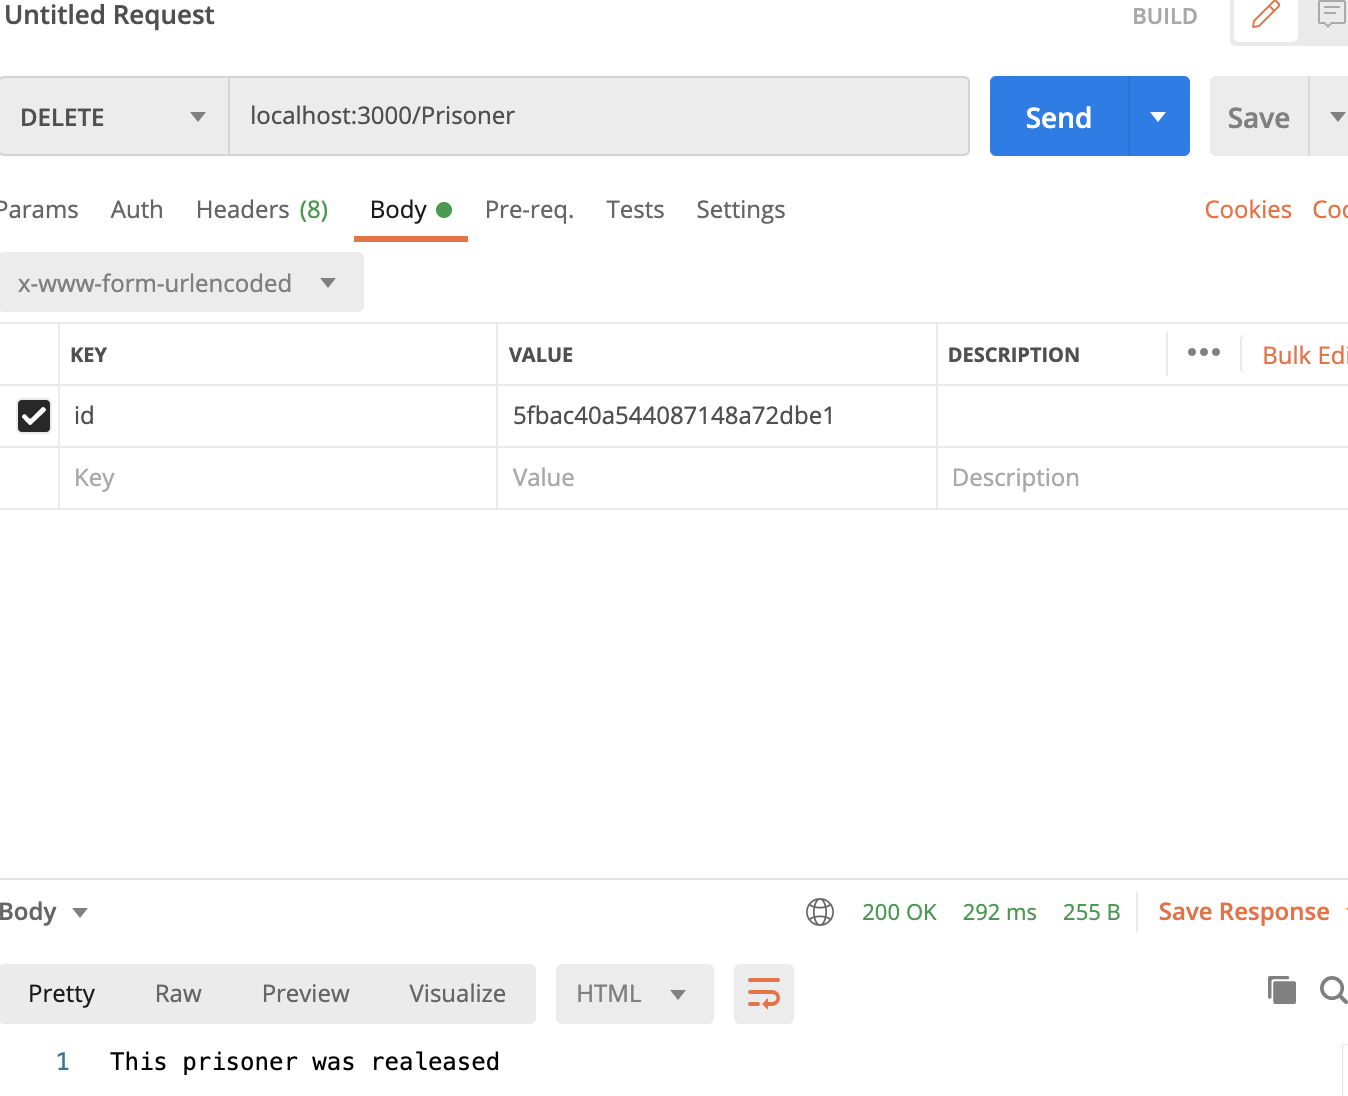 Untitled Request BUILD
DELETE localhost:3000/Prisoner Send Save
Params Auth Headers (8) Body Pre-req. Tests Settings Cookies
x-www-form-urlencoded
KEY VALUE DESCRIPTION ••• Bulk Edi
id 5fbac40a544087148a72dbe1
Key Value Description
Body 200 OK 292 ms 255 B Save Response
Pretty Raw Preview Visualize HTML
1 This prisoner was realeased